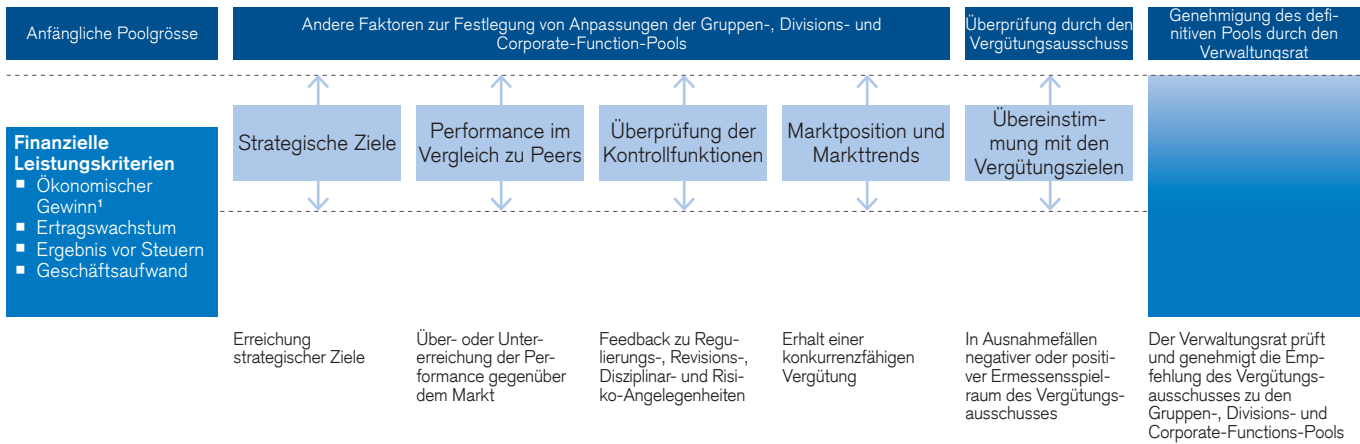 Anfängliche Poolgrösse
Andere Faktoren zur Festlegung von Anpassungen der Gruppen-, Divisions- und
Corporate-Function-Pools
Überprüfung durch den
Vergütungsausschuss
Genehmigung des defi-
nitiven Pools durch den
Verwaltungsrat
Finanzielle
Leistungskriterien
■ Ökonomischer
Gewinn¹
■ Ertragswachstum
■ Ergebnis vor Steuern
■ Geschäftsaufwand
Strategische Ziele
Performance im
Vergleich zu Peers
Überprüfung der
Kontrollfunktionen
Marktposition und
Markttrends
Übereinstim-
mung mit den
Vergütungszielen
Erreichung
strategischer Ziele
Über- oder Unter-
erreichung der Per-
formance gegenüber
dem Markt
Feedback zu Regu-
lierungs-, Revisions-,
Disziplinar- und Risi-
ko-Angelegenheiten
Erhalt einer
konkurrenzfähigen
Vergütung
In Ausnahmefällen
negativer oder positi-
ver Ermessensspiel-
raum des Vergütungs-
ausschusses
Der Verwaltungsrat prüft
und genehmigt die Emp-
fehlung des Vergütungs-
ausschusses zu den
Gruppen-, Divisions- und
Corporate-Functions-Pools